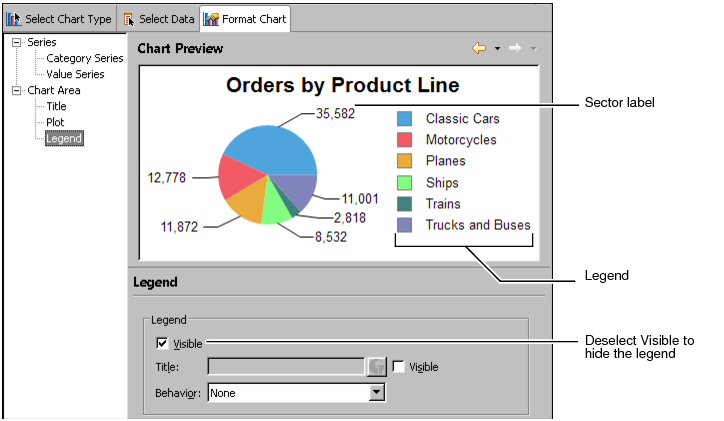 Select Chart Type Select Data Format Chart
Series
Category Series
Value Series
Chart Area
Title
Plot
Legend
Chart Preview
Orders by Product Line
35,582
12,778
11,872
8,532
2,818
11,001
Classic Cars
Motorcycles
Planes
Ships
Trains
Trucks and Buses
Sector label
Legend
Legend
Legend
Visible
Deselect Visible to
hide the legend
Title: Visible
Behavior: None